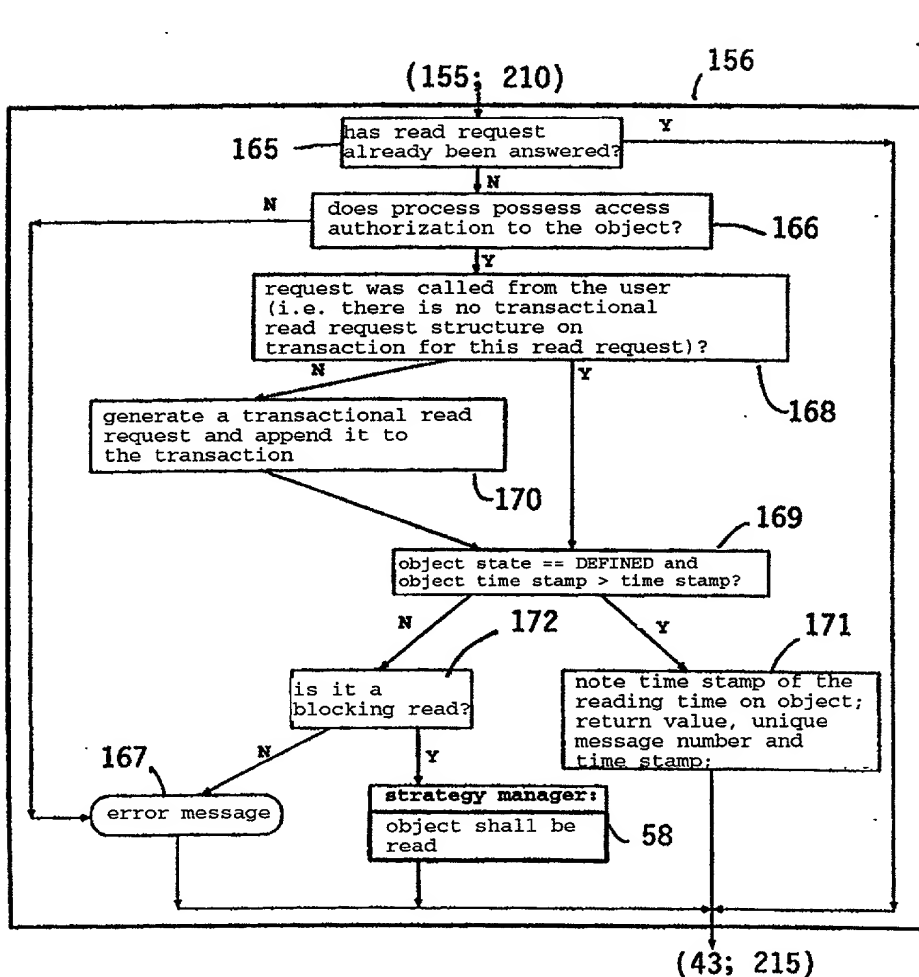 (155; 210)
156
has read request
already been answered?
Y
165
N
does process possess access
authorization to the object?
N
166
Y
request was called from the user
(i.e. there is no transactional
read request structure on
transaction for this read request)?
N
Y
168
generate a transactional read
request and append it to
the transaction
170
169
object state == DEFINED and
object time stamp > time stamp?
N
172
Y
171
is it a
blocking read?
note time stamp of the
reading time on object;
return value, unique
message number and
time stamp;
N
Y
167
error message
strategy manager:
object shall be
read
58
(43; 215)